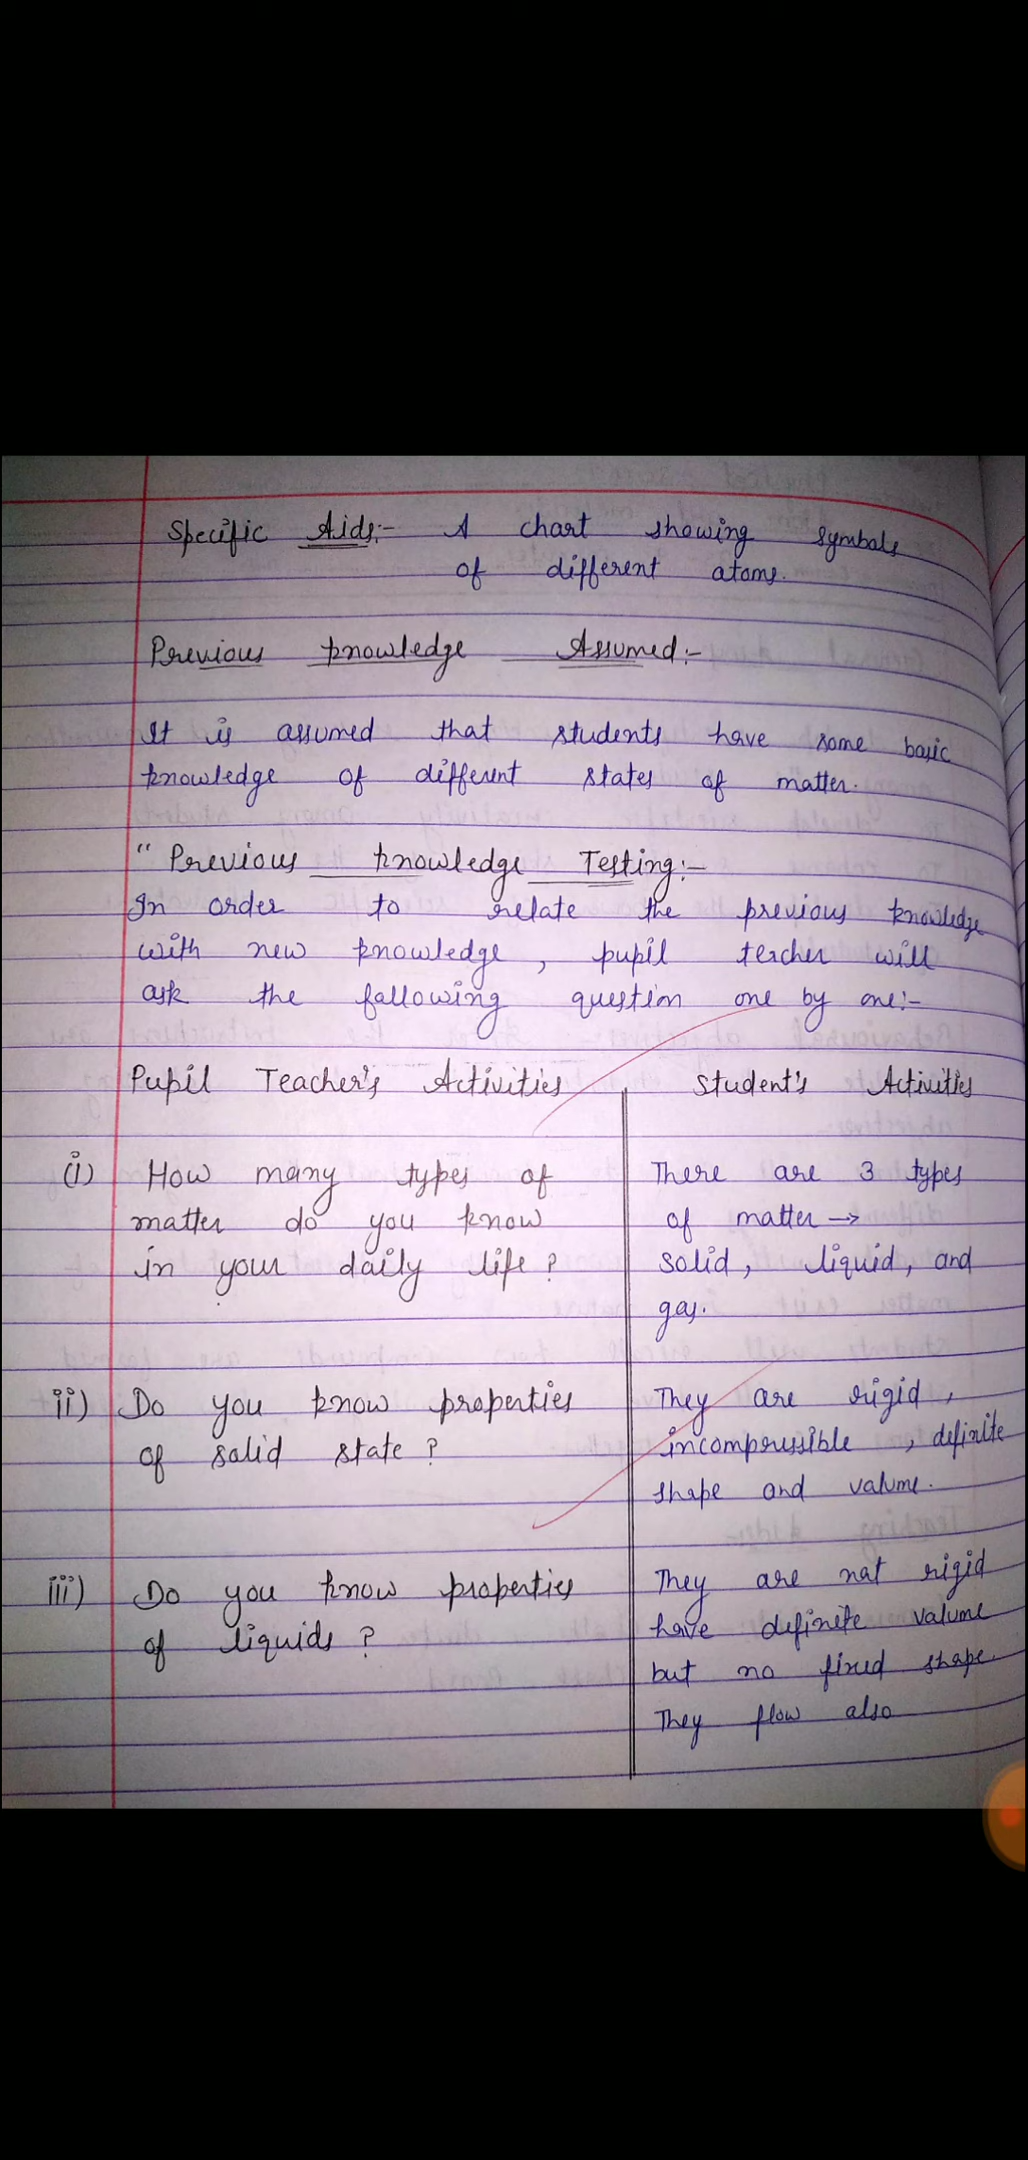 Specific Aids:- A chart showing symbols
of different atoms.
Previous knowledge Assumed:-
It is assumed that students have some basic
knowledge of different states of matter.
" Previous knowledge Testing:-
In order to relate the previous knowledge
with new knowledge, pupil teacher will
ask the following question one by one:-
Pupil Teacher's Activities
Student's Activities
(i) How many types of
matter do you know
in your daily life?
There are 3 types
of matter →
solid, liquid, and
gas.
ii) Do you know properties
of solid state?
They are rigid,
incompressible, definite
shape and volume.
iii) Do you know properties
of liquids?
They are not rigid
have definite volume
but no fixed shape.
They flow also